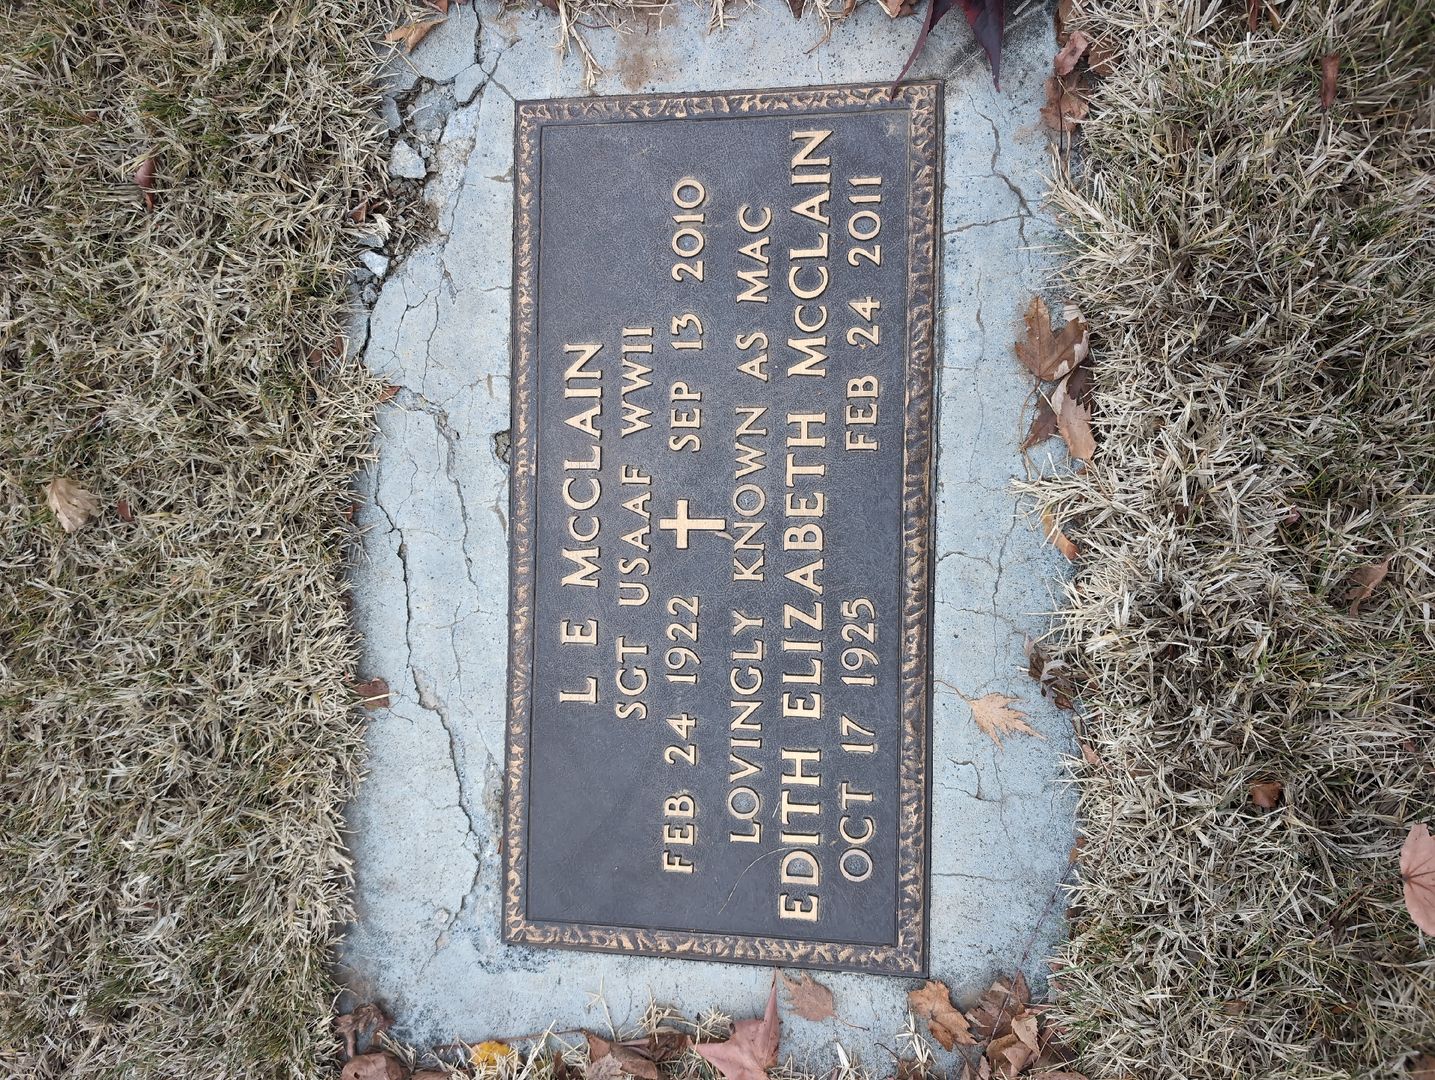 L E McCLAIN
SGT USAAF WWII
FEB 24 1922 SEP 13 2010
LOVINGLY KNOWN AS MAC
EDITH ELIZABETH McCLAIN
OCT 17 1925 FEB 24 2011